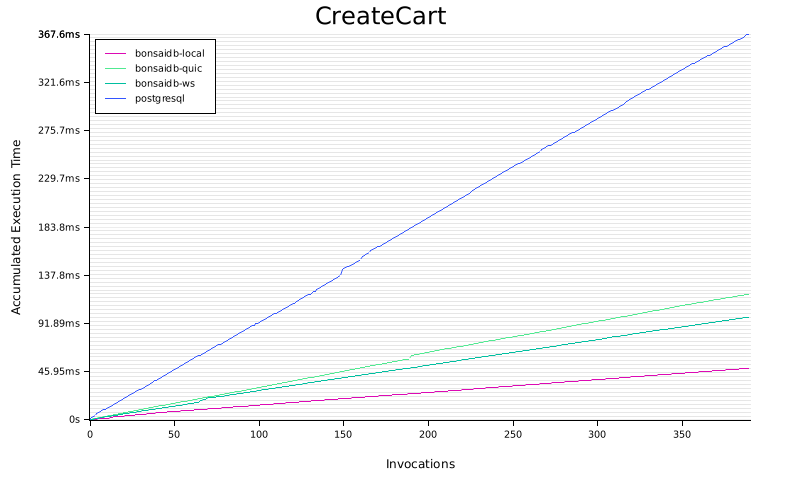 CreateCart
367.6ms
321.6ms
275.7ms
229.7ms
183.8ms
137.8ms
91.89ms
45.95ms
0s
Accumulated Execution Time
bonsaidb-local
bonsaidb-quic
bonsaidb-ws
postgresql
0 50 100 150 200 250 300 350
Invocations